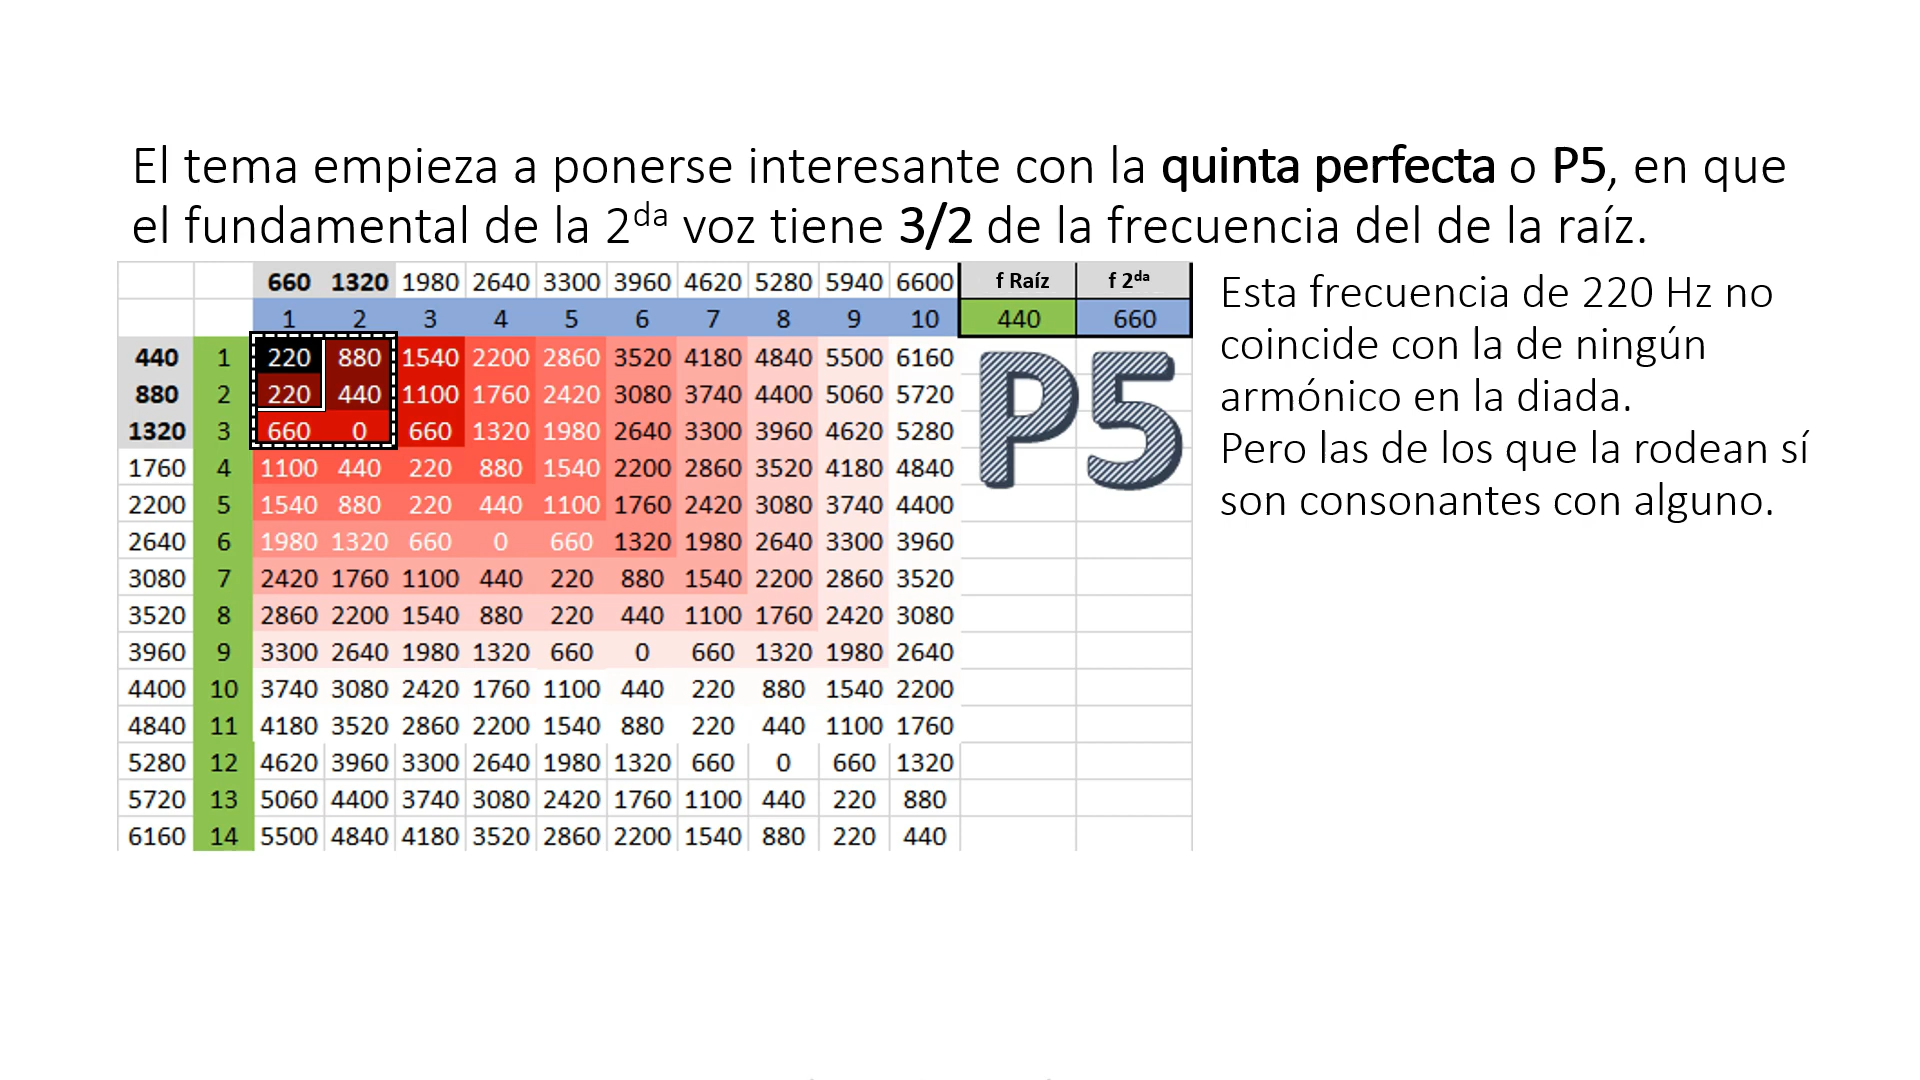 El tema empieza a ponerse interesante con la quinta perfecta o P5, en que
el fundamental de la 2da voz tiene 3/2 de la frecuencia del de la raíz.
660 1320 1980 2640 3300 3960 4620 5280 5940 6600 f Raíz f 2da
1 2 3 4 5 6 7 8 9 10 440 660
440 1 220 880 1540 2200 2860 3520 4180 4840 5500 6160
880 2 220 440 1100 1760 2420 3080 3740 4400 5060 5720
1320 3 660 0 660 1320 1980 2640 3300 3960 4620 5280
1760 4 1100 440 220 880 1540 2200 2860 3520 4180 4840
2200 5 1540 880 220 440 1100 1760 2420 3080 3740 4400
2640 6 1980 1320 660 0 660 1320 1980 2640 3300 3960
3080 7 2420 1760 1100 440 220 880 1540 2200 2860 3520
3520 8 2860 2200 1540 880 220 440 1100 1760 2420 3080
3960 9 3300 2640 1980 1320 660 0 660 1320 1980 2640
4400 10 3740 3080 2420 1760 1100 440 220 880 1540 2200
4840 11 4180 3520 2860 2200 1540 880 220 440 1100 1760
5280 12 4620 3960 3300 2640 1980 1320 660 0 660 1320
5720 13 5060 4400 3740 3080 2420 1760 1100 440 220 880
6160 14 5500 4840 4180 3520 2860 2200 1540 880 220 440
P5
Esta frecuencia de 220 Hz no
coincide con la de ningún
armónico en la diada.
Pero las de los que la rodean sí
son consonantes con alguno.